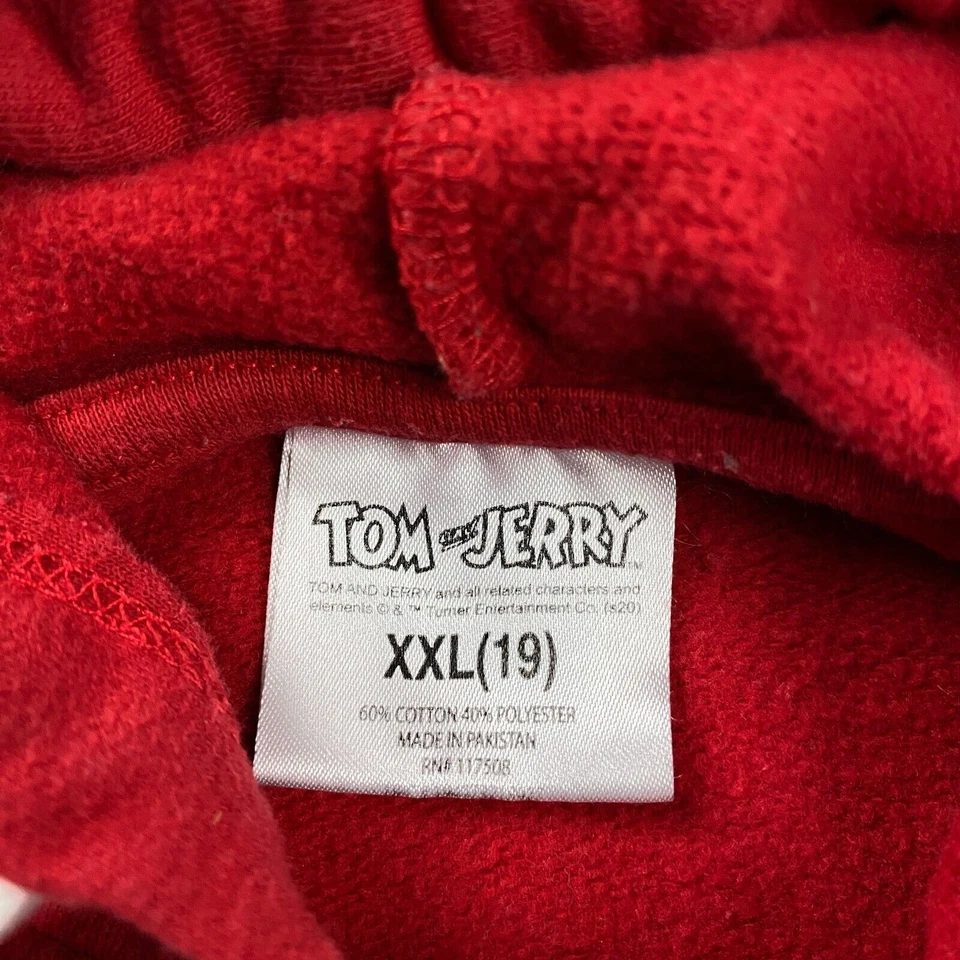 TOM and JERRY™
TOM AND JERRY and all related characters and
elements © & ™ Turner Entertainment Co. (s20)
XXL(19)
60% COTTON 40% POLYESTER
MADE IN PAKISTAN
RN# 117508